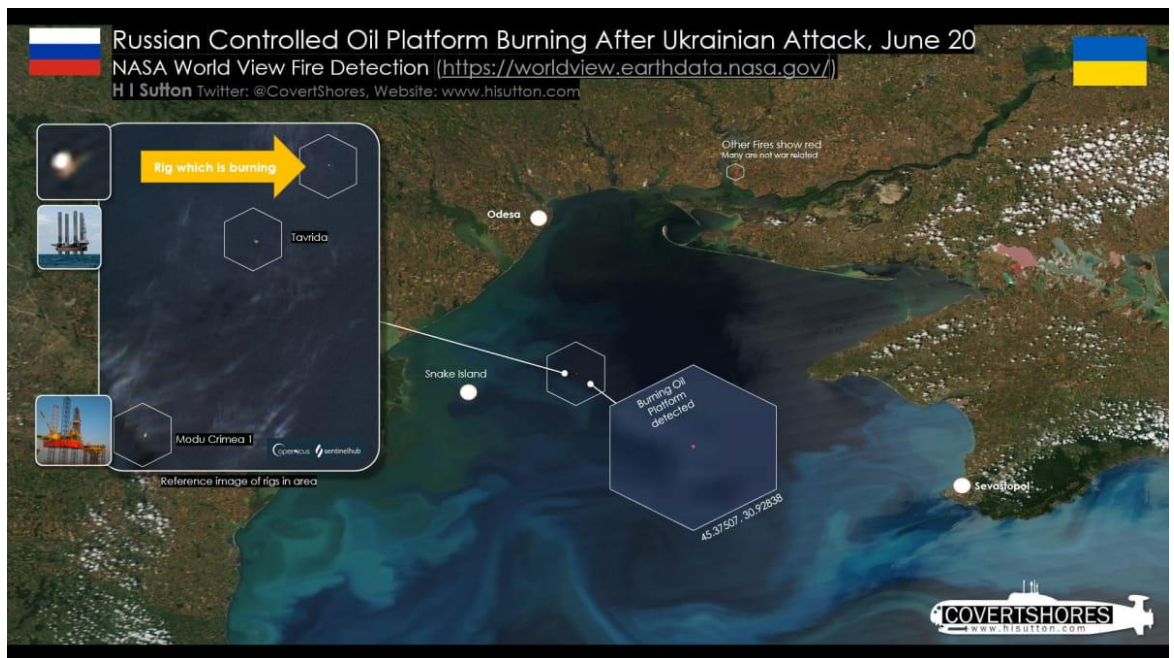 Russian Controlled Oil Platform Burning After Ukrainian Attack, June 20
NASA World View Fire Detection (https://worldview.earthdata.nasa.gov/)
H I Sutton Twitter: @CovertShores, Website: www.hisutton.com
Rig which is burning
Tavrida
Modu Crimea 1
Copernicus sentinelhub
Reference image of rigs in area
Other Fires show red
Many are not war related
Odesa
Snake Island
Burning Oil
Platform
detected
45.37507, 30.92838
Sevastopol
COVERTSHORES
www.hisutton.com